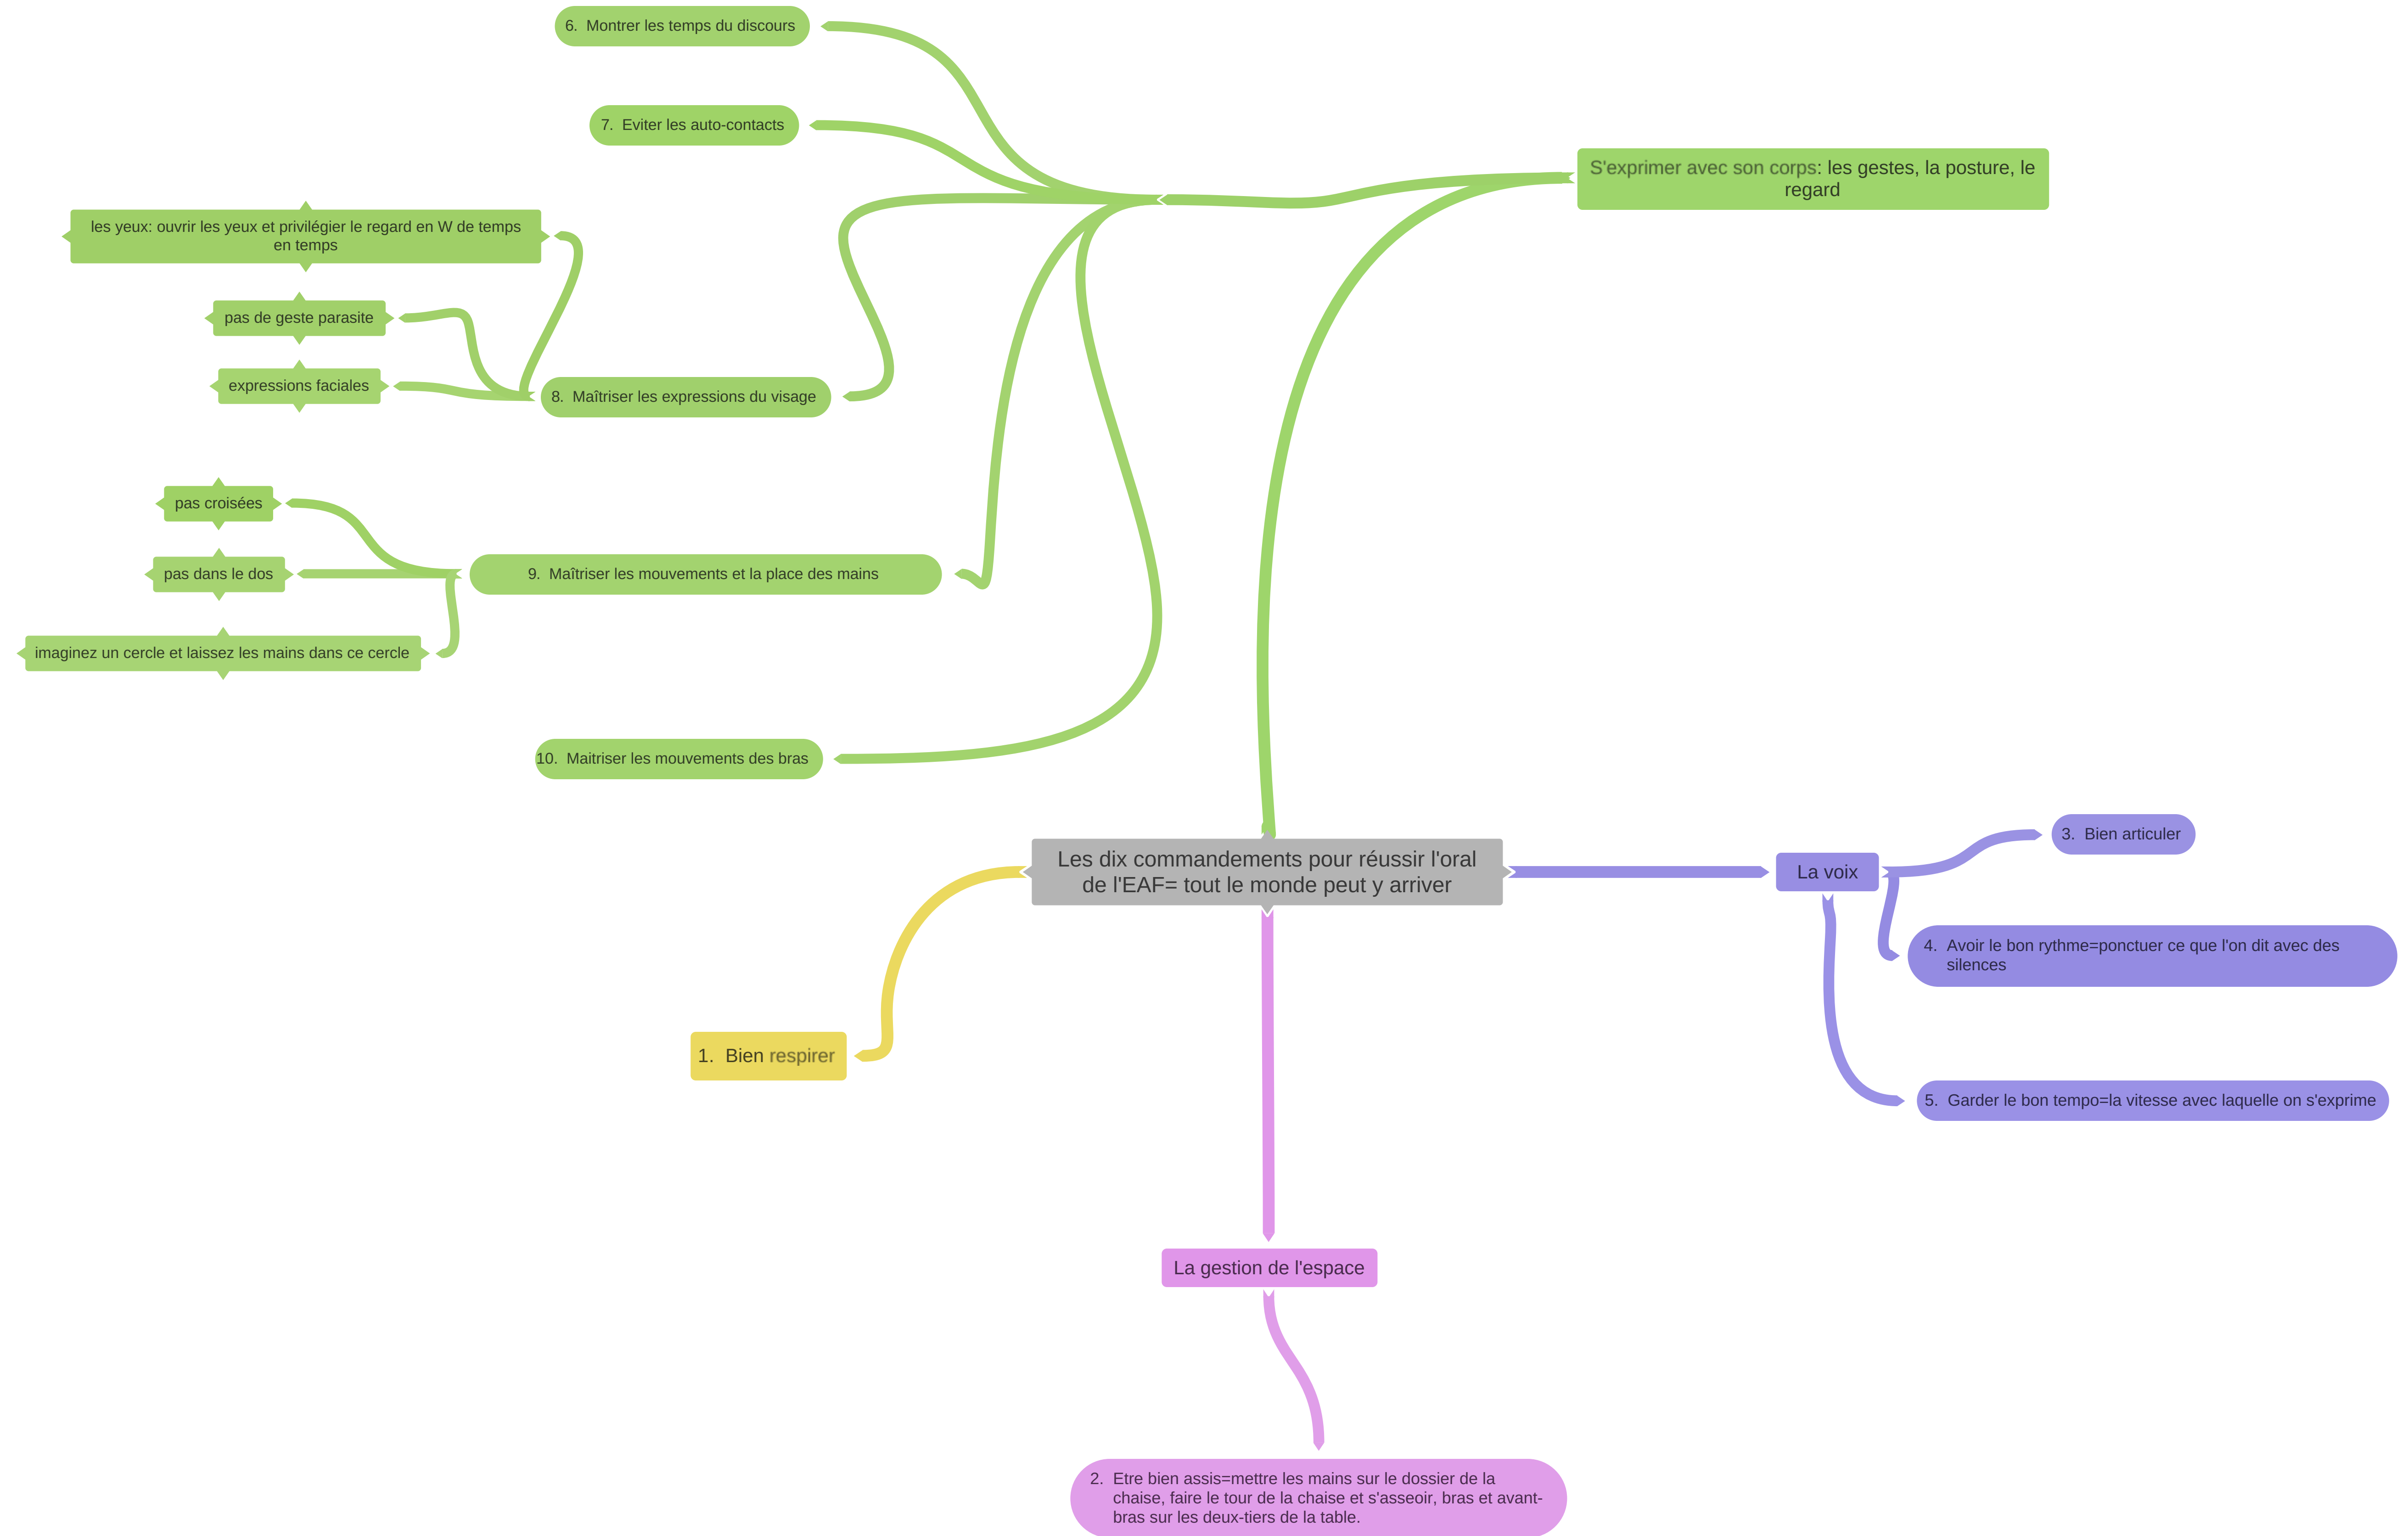 6. Montrer les temps du discours
7. Eviter les auto-contacts
S'exprimer avec son corps: les gestes, la posture, le
regard
les yeux: ouvrir les yeux et privilégier le regard en W de temps
en temps
pas de geste parasite
expressions faciales
8. Maîtriser les expressions du visage
pas croisées
pas dans le dos
9. Maîtriser les mouvements et la place des mains
imaginez un cercle et laissez les mains dans ce cercle
10. Maitriser les mouvements des bras
Les dix commandements pour réussir l'oral
de l'EAF= tout le monde peut y arriver
La voix
3. Bien articuler
4. Avoir le bon rythme=ponctuer ce que l'on dit avec des
silences
1. Bien respirer
5. Garder le bon tempo=la vitesse avec laquelle on s'exprime
La gestion de l'espace
2. Etre bien assis=mettre les mains sur le dossier de la
chaise, faire le tour de la chaise et s'asseoir, bras et avant-
bras sur les deux-tiers de la table.